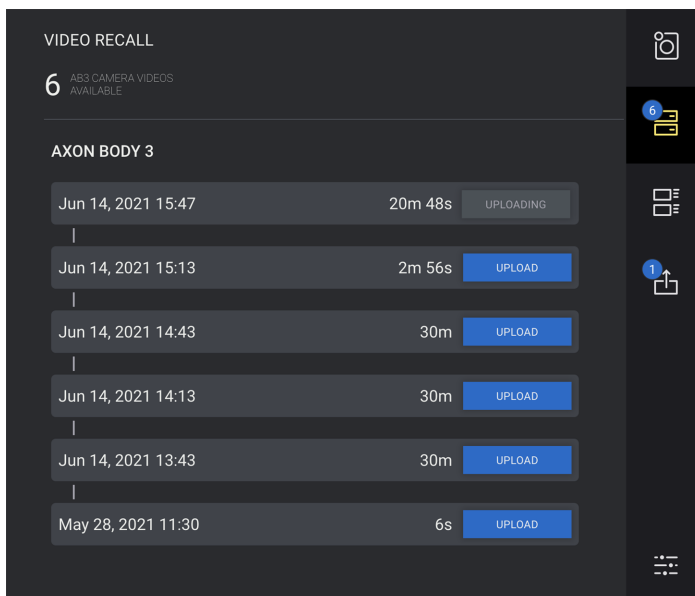 VIDEO RECALL
6 AB3 CAMERA VIDEOS
AVAILABLE
AXON BODY 3
Jun 14, 2021 15:47 20m 48s UPLOADING
Jun 14, 2021 15:13 2m 56s UPLOAD
Jun 14, 2021 14:43 30m UPLOAD
Jun 14, 2021 14:13 30m UPLOAD
Jun 14, 2021 13:43 30m UPLOAD
May 28, 2021 11:30 6s UPLOAD
6
1